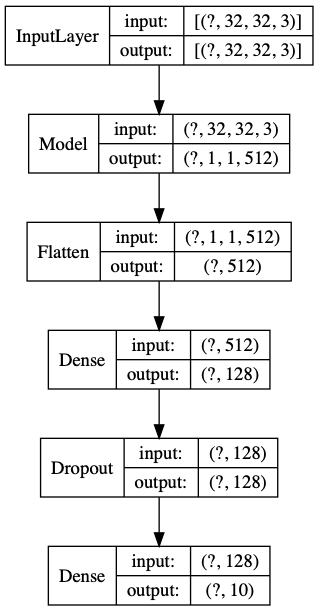 InputLayer
input: [(?, 32, 32, 3)]
output: [(?, 32, 32, 3)]
Model
input: (?, 32, 32, 3)
output: (?, 1, 1, 512)
Flatten
input: (?, 1, 1, 512)
output: (?, 512)
Dense
input: (?, 512)
output: (?, 128)
Dropout
input: (?, 128)
output: (?, 128)
Dense
input: (?, 128)
output: (?, 10)